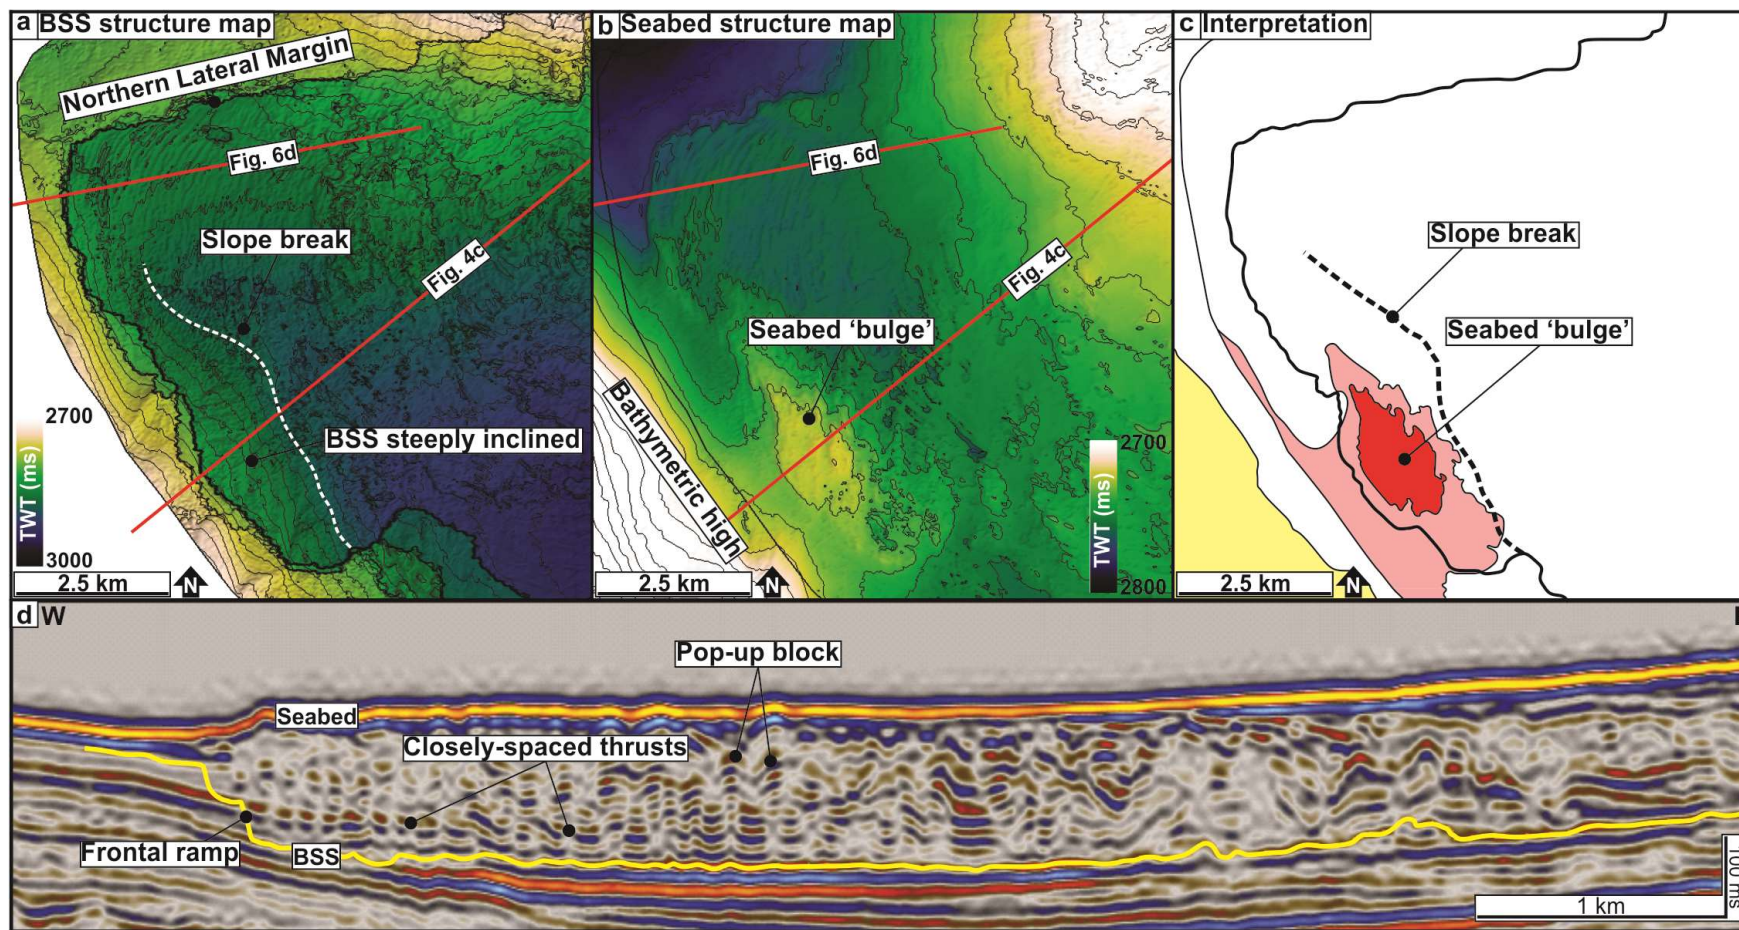 a BSS structure map
Northern Lateral Margin
Fig. 6d
Slope break
Fig. 4c
2700
BSS steeply inclined
TWT (ms)
3000
2.5 km
N
b Seabed structure map
Fig. 6d
Fig. 4c
Seabed ‘bulge’
Bathymetric high
2700
TWT (ms)
2800
2.5 km
N
c Interpretation
Slope break
Seabed ‘bulge’
2.5 km
N
d W
Pop-up block
Seabed
Closely-spaced thrusts
Frontal ramp
BSS
100 ms
1 km